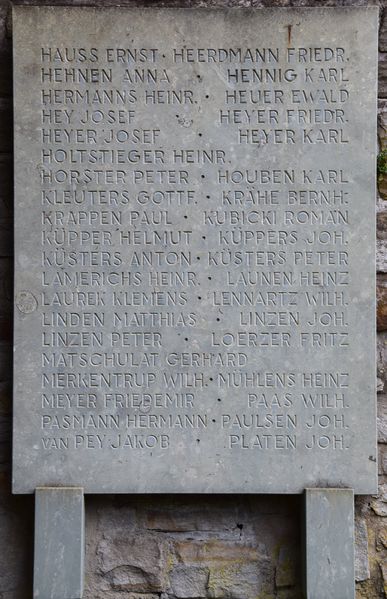 HAUSS ERNST · HEERDMANN FRIEDR.
HEHNEN ANNA · HENNIG KARL
HERMANNS HEINR. · HEUER EWALD
HEY JOSEF · HEYER FRIEDR.
HEYER JOSEF · HEYER KARL
HOLTSTIEGER HEINR.
HORSTER PETER · HOUBEN KARL
KLEUTERS GOTTF. · KRÄHE BERNH.
KRAPPEN PAUL · KUBICKI ROMAN
KÜPPER HELMUT · KÜPPERS JOH.
KÜSTERS ANTON · KÜSTERS PETER
LAMERICHS HEINR. · LAUNEN HEINZ
LAUREK KLEMENS · LENNARTZ WILH.
LINDEN MATTHIAS · LINZEN JOH.
LINZEN PETER · LOERZER FRITZ
MATSCHULAT GERHARD
MERKENTRUP WILH. · MÜHLENS HEINZ
MEYER FRIEDEMIR · PAAS WILH.
PASMANN HERMANN · PAULSEN JOH.
VAN PEY JAKOB · PLATEN JOH.